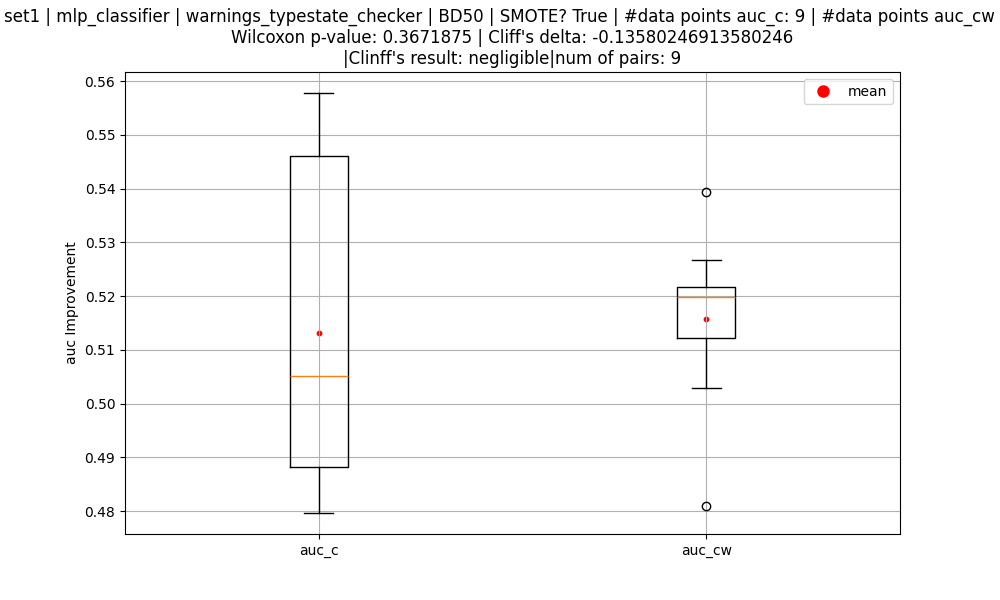 set1 | mlp_classifier | warnings_typestate_checker | BD50 | SMOTE? True | #data points auc_c: 9 | #data points auc_cw
Wilcoxon p-value: 0.3671875 | Cliff's delta: -0.13580246913580246
|Clinff's result: negligible|num of pairs: 9
mean
0.56
0.55
0.54
0.53
0.52
0.51
0.50
0.49
0.48
auc Improvement
auc_c
auc_cw